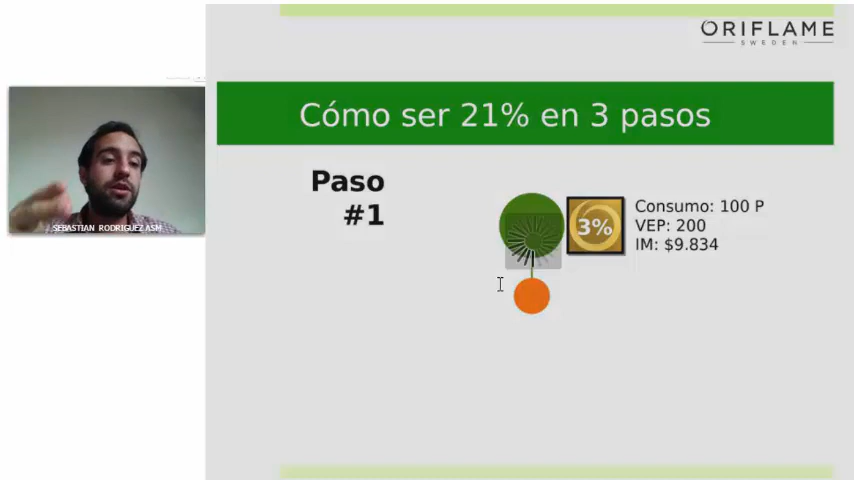 ORIFLAME
SWEDEN
Cómo ser 21% en 3 pasos
Paso
#1
3%
Consumo: 100 P
VEP: 200
IM: $9.834
SEBASTIAN RODRIGUEZ ASM